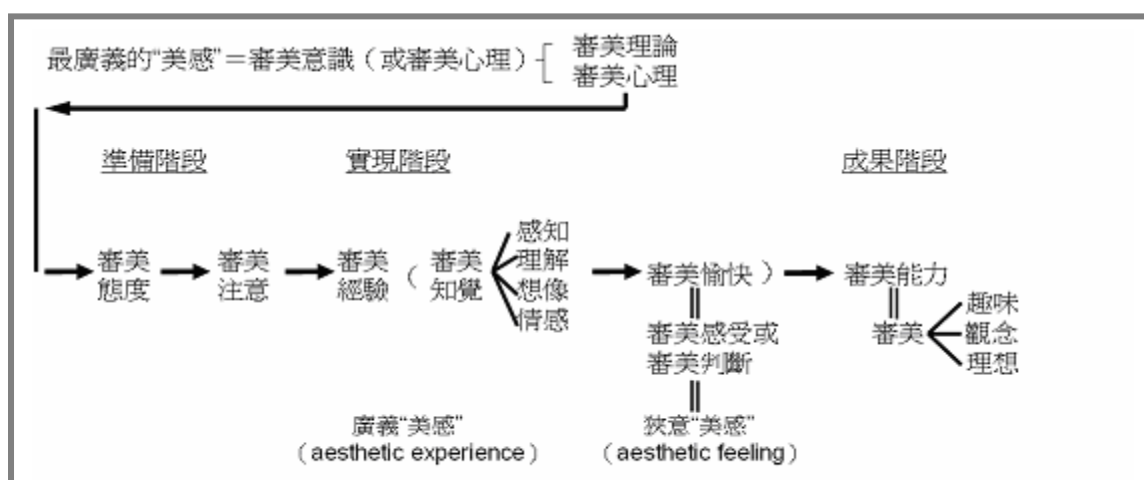 最廣義的“美感”＝審美意識（或審美心理）
審美理論
審美心理
準備階段
實現階段
成果階段
審美
態度
審美
注意
審美
經驗
（
審美
知覺
感知
理解
想像
情感
審美愉快）
審美感受或
審美判斷
審美能力
審美
趣味
觀念
理想
廣義“美感”
（aesthetic experience）
狹意“美感”
（aesthetic feeling）